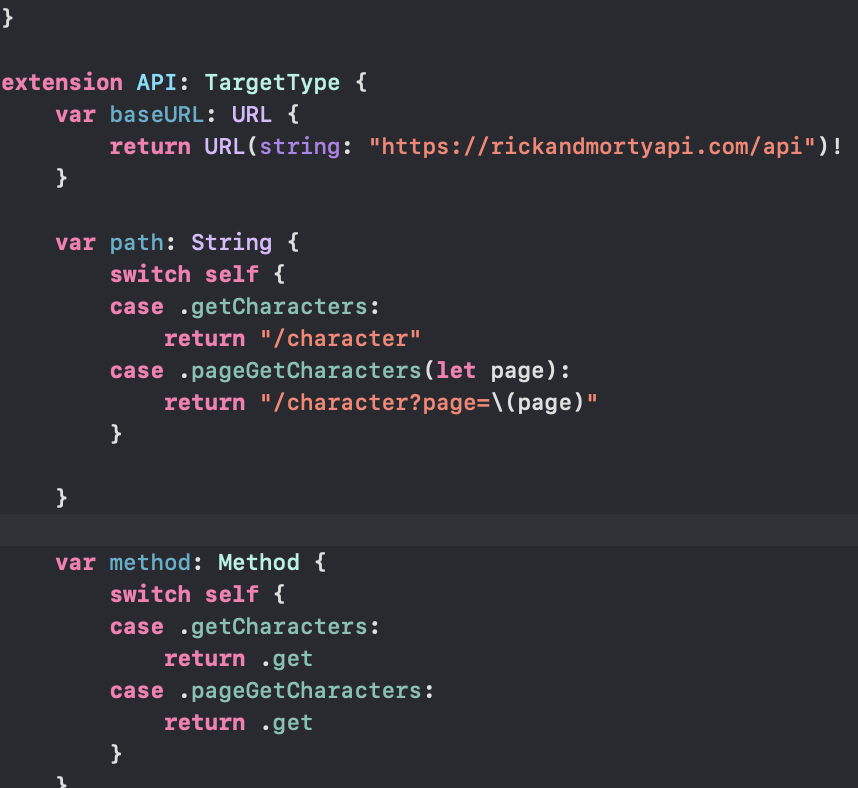 }
extension API: TargetType {
var baseURL: URL {
return URL(string: "https://rickandmortyapi.com/api")!
}
var path: String {
switch self {
case .getCharacters:
return "/character"
case .pageGetCharacters(let page):
return "/character?page=\(page)"
}
}
var method: Method {
switch self {
case .getCharacters:
return .get
case .pageGetCharacters:
return .get
}
}